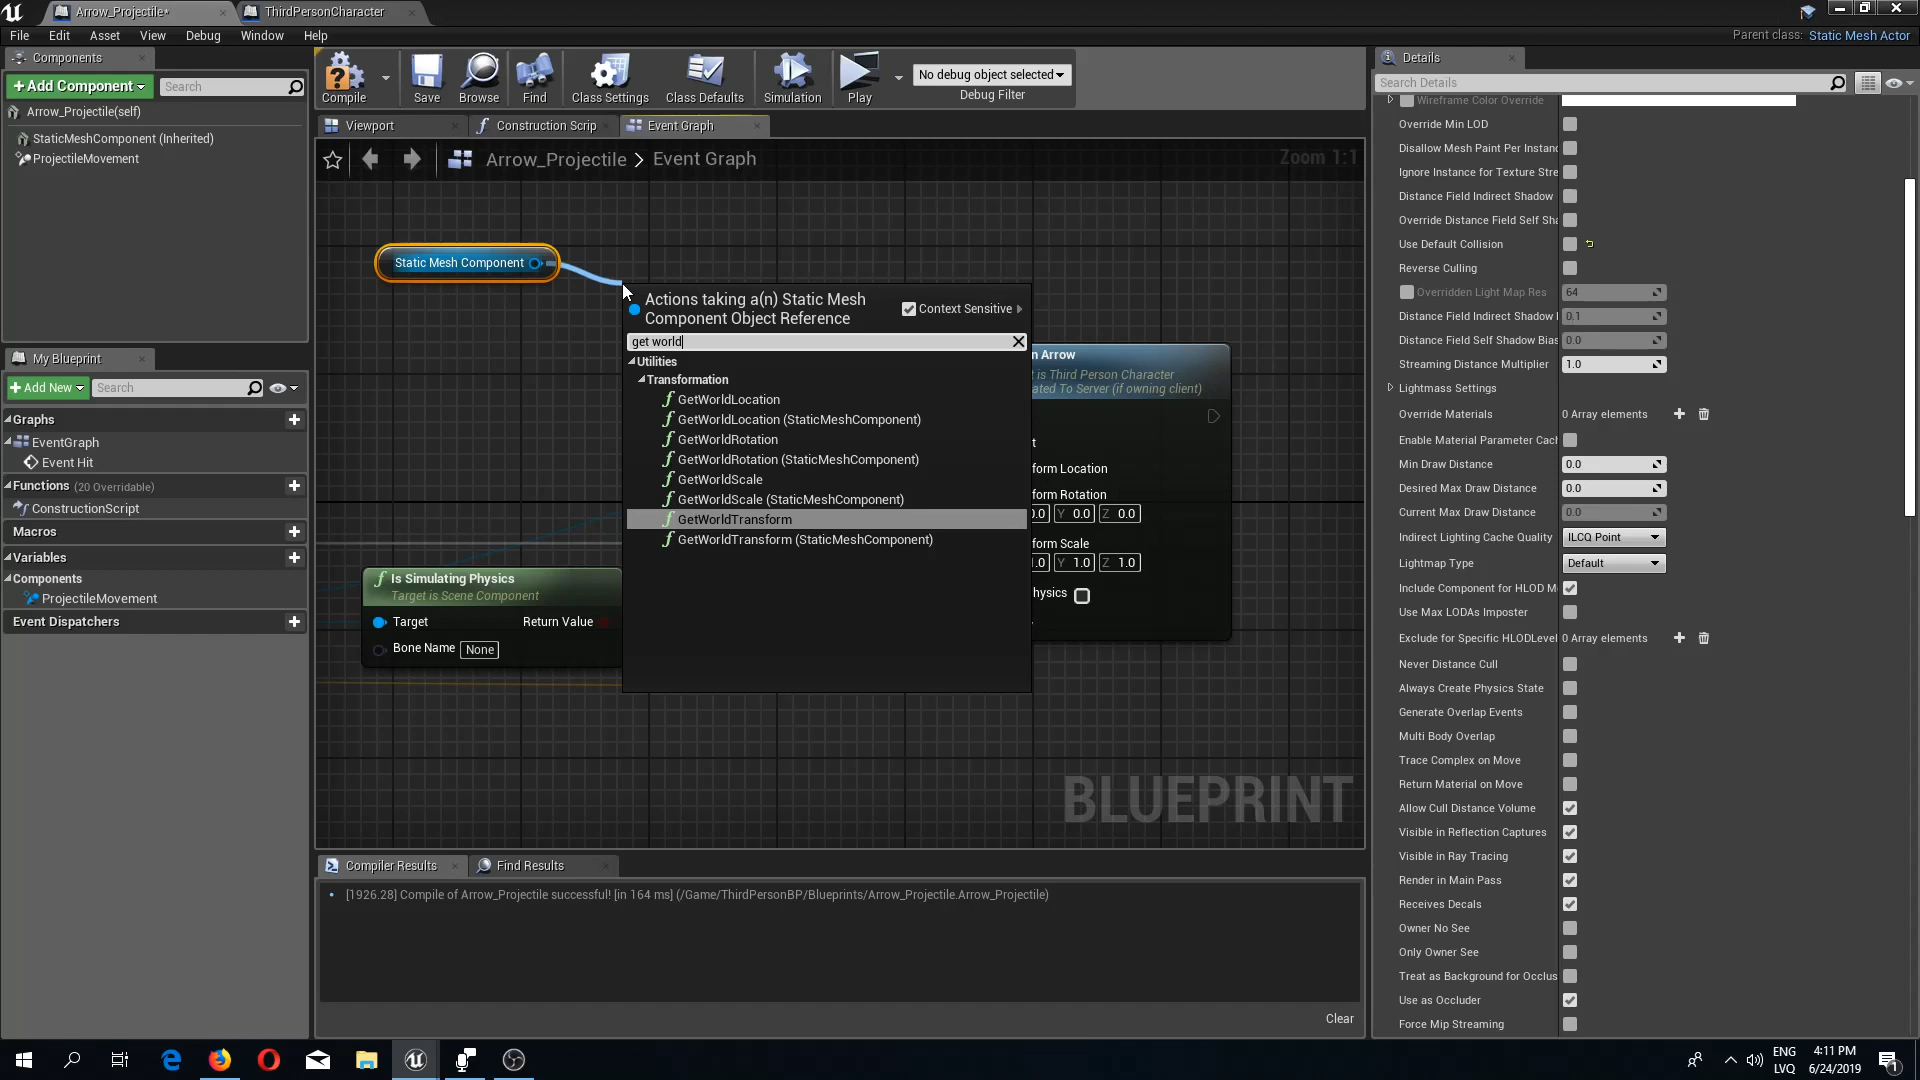 Arrow_Projectile*
ThirdPersonCharacter
File Edit Asset View Debug Window Help
Parent class: Static Mesh Actor
Components
+Add Component
Search
Arrow_Projectile(self)
StaticMeshComponent (Inherited)
ProjectileMovement
Compile
Save
Browse
Find
Class Settings
Class Defaults
Simulation
Play
No debug object selected
Debug Filter
Viewport
Construction Scrip
Event Graph
Arrow_Projectile > Event Graph
Zoom 1:1
Static Mesh Component
Actions taking a(n) Static Mesh
Component Object Reference
Context Sensitive
get world
Utilities
Transformation
GetWorldLocation
GetWorldLocation (StaticMeshComponent)
GetWorldRotation
GetWorldRotation (StaticMeshComponent)
GetWorldScale
GetWorldScale (StaticMeshComponent)
GetWorldTransform
GetWorldTransform (StaticMeshComponent)
n Arrow
t is Third Person Character
ated To Server (if owning client)
t
form Location
form Rotation
0.0 Y 0.0 Z 0.0
form Scale
1.0 Y 1.0 Z 1.0
hysics
Is Simulating Physics
Target is Scene Component
Target
Return Value
Bone Name None
BLUEPRINT
My Blueprint
+Add New
Search
Graphs
EventGraph
Event Hit
Functions (20 Overridable)
ConstructionScript
Macros
Variables
Components
ProjectileMovement
Event Dispatchers
Compiler Results
Find Results
[1926.28] Compile of Arrow_Projectile successful! [in 164 ms] (/Game/ThirdPersonBP/Blueprints/Arrow_Projectile.Arrow_Projectile)
Clear
Details
Search Details
Wireframe Color Override
Override Min LOD
Disallow Mesh Paint Per Instanc
Ignore Instance for Texture Stre
Distance Field Indirect Shadow
Override Distance Field Self Sha
Use Default Collision
Reverse Culling
Overridden Light Map Res 64
Distance Field Indirect Shadow 0.1
Distance Field Self Shadow Bias 0.0
Streaming Distance Multiplier 1.0
Lightmass Settings
Override Materials 0 Array elements
Enable Material Parameter Cach
Min Draw Distance 0.0
Desired Max Draw Distance 0.0
Current Max Draw Distance 0.0
Indirect Lighting Cache Quality ILCQ Point
Lightmap Type Default
Include Component for HLOD M
Use Max LODAs Imposter
Exclude for Specific HLODLevel 0 Array elements
Never Distance Cull
Always Create Physics State
Generate Overlap Events
Multi Body Overlap
Trace Complex on Move
Return Material on Move
Allow Cull Distance Volume
Visible in Reflection Captures
Visible in Ray Tracing
Render in Main Pass
Receives Decals
Owner No See
Only Owner See
Treat as Background for Occlus
Use as Occluder
Force Mip Streaming
ENG
LVQ
4:11 PM
6/24/2019
1